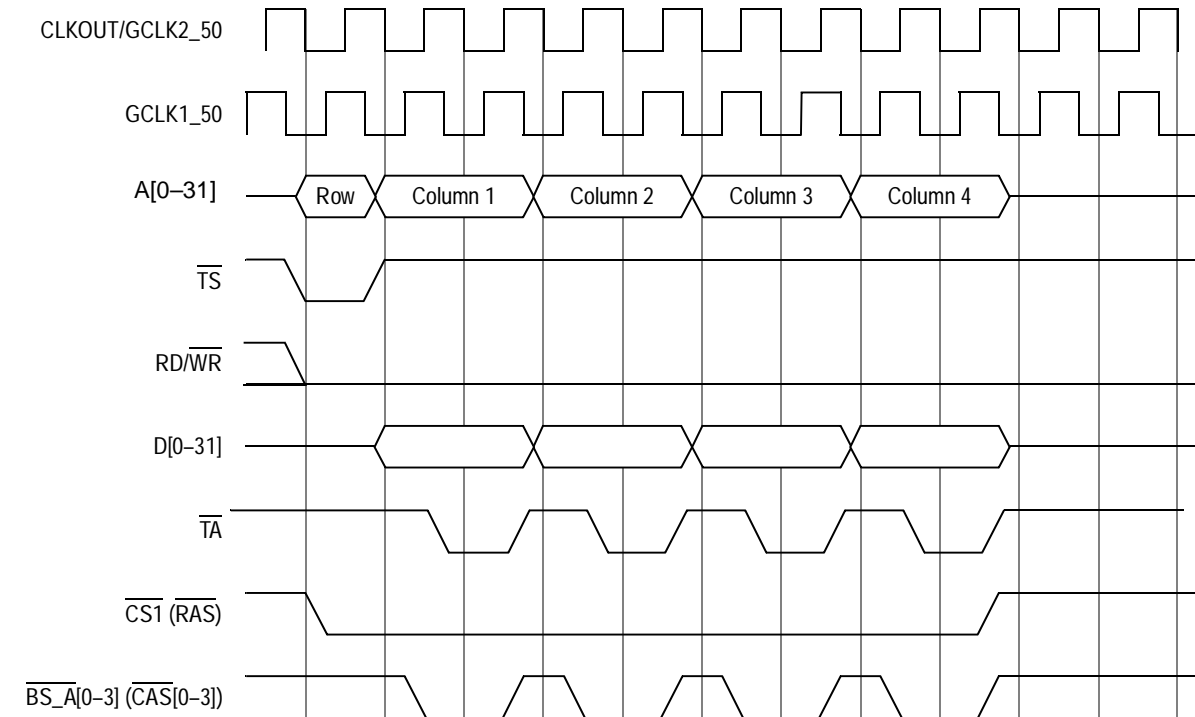 CLKOUT/GCLK2_50
GCLK1_50
A[0–31]
Row
Column 1
Column 2
Column 3
Column 4
TS
RD/WR
D[0–31]
TA
CS1 (RAS)
BS_A[0–3] (CAS[0–3])